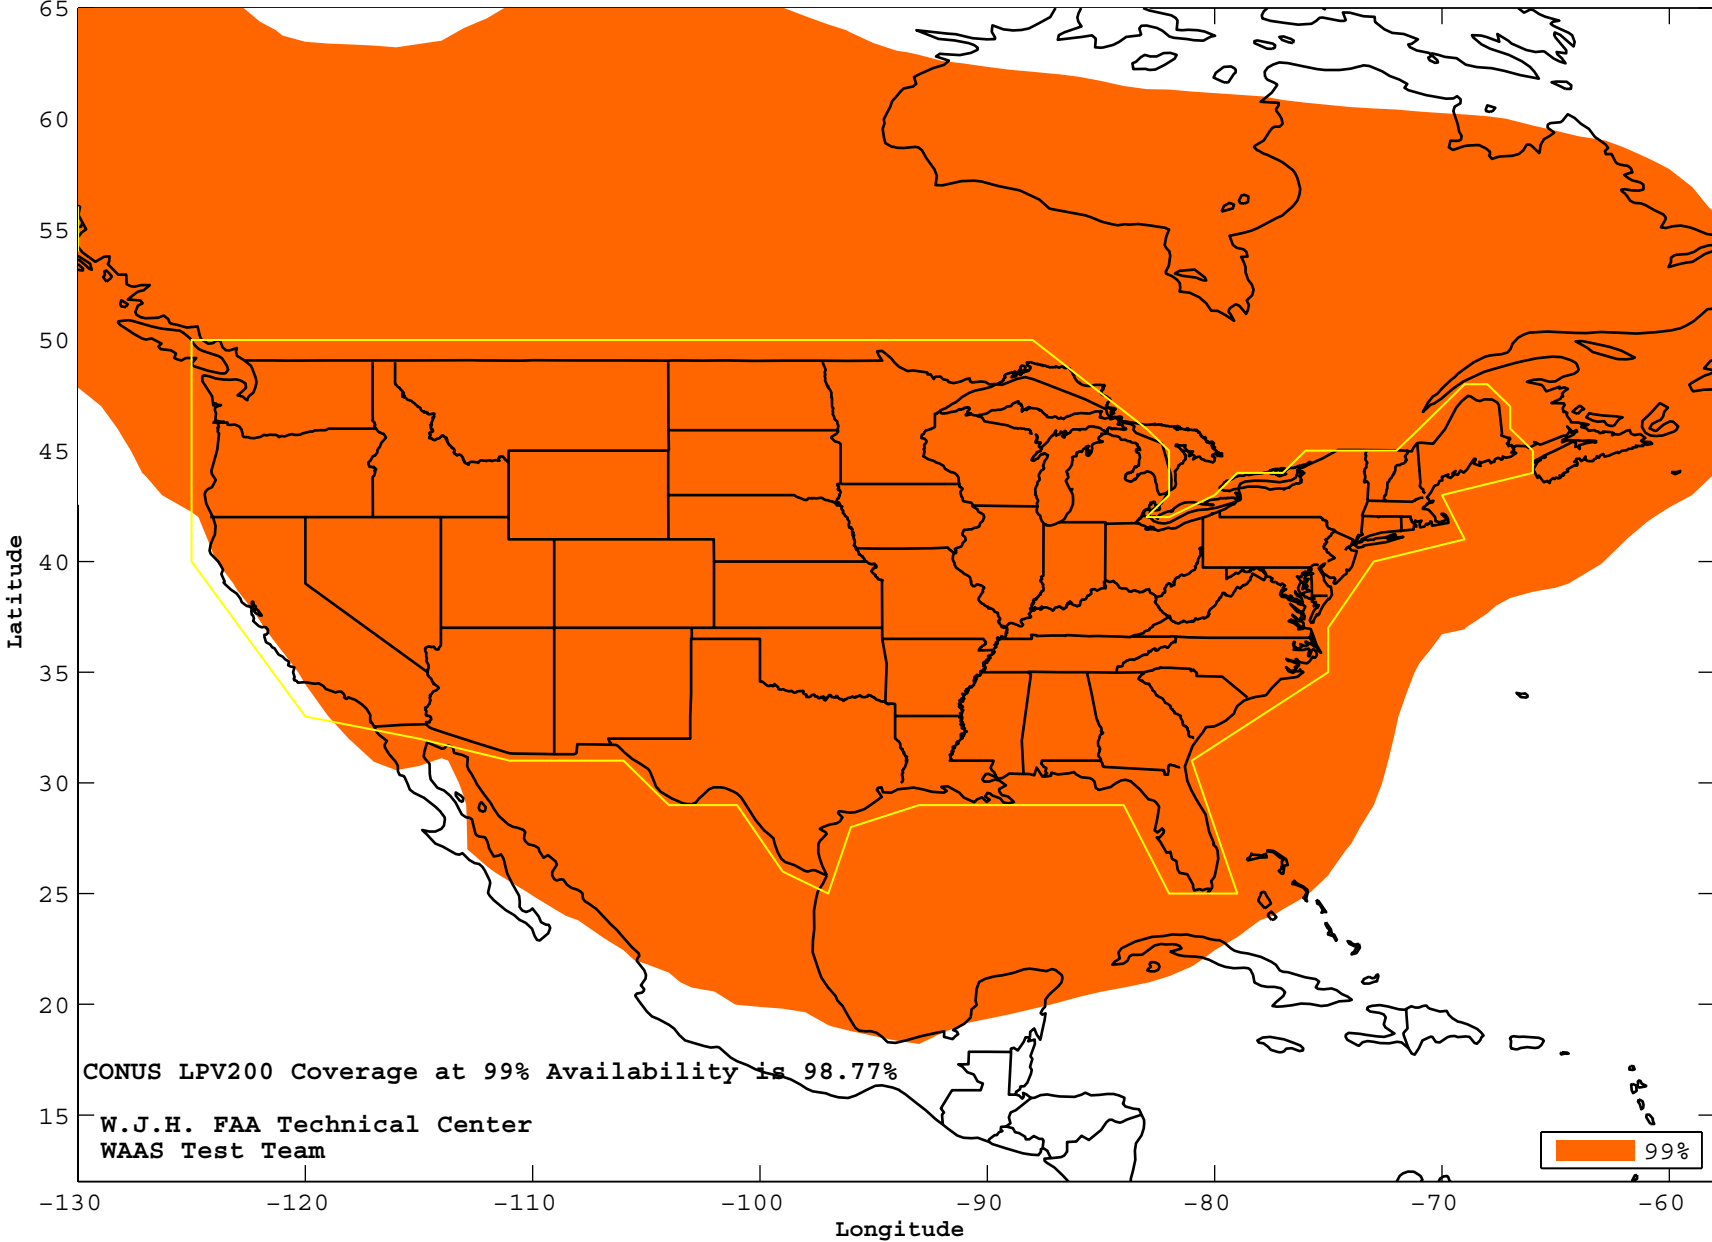 65
60
55
50
45
40
35
30
25
20
15
Latitude
CONUS LPV200 Coverage at 99% Availability is 98.77%
W.J.H. FAA Technical Center
WAAS Test Team
99%
-130 -120 -110 -100 -90 -80 -70 -60
Longitude